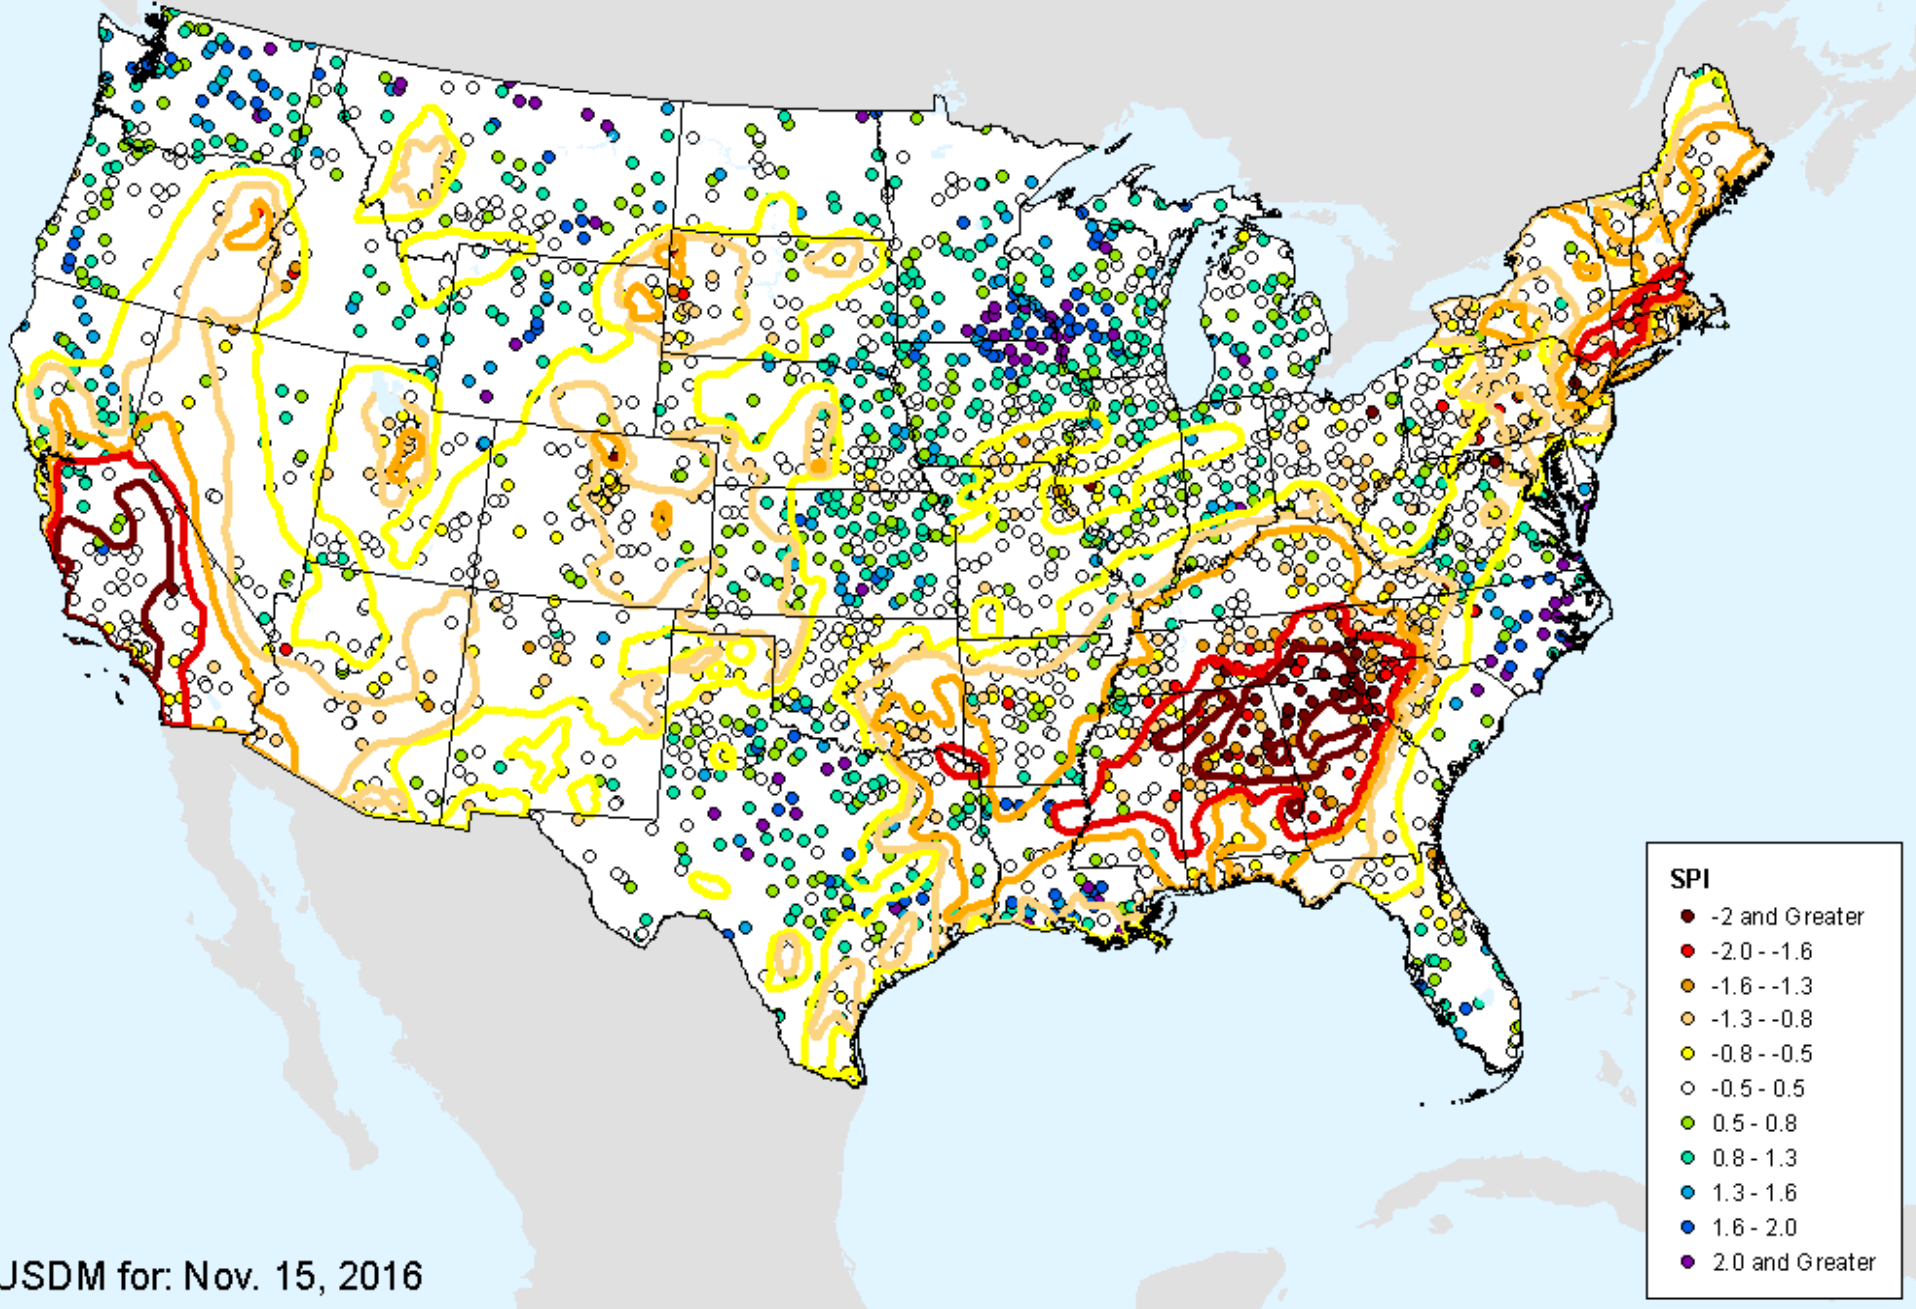 SPI
-2 and Greater
-2.0 - -1.6
-1.6 - -1.3
-1.3 - -0.8
-0.8 - -0.5
-0.5 - 0.5
0.5 - 0.8
0.8 - 1.3
1.3 - 1.6
1.6 - 2.0
2.0 and Greater
USDM for: Nov. 15, 2016